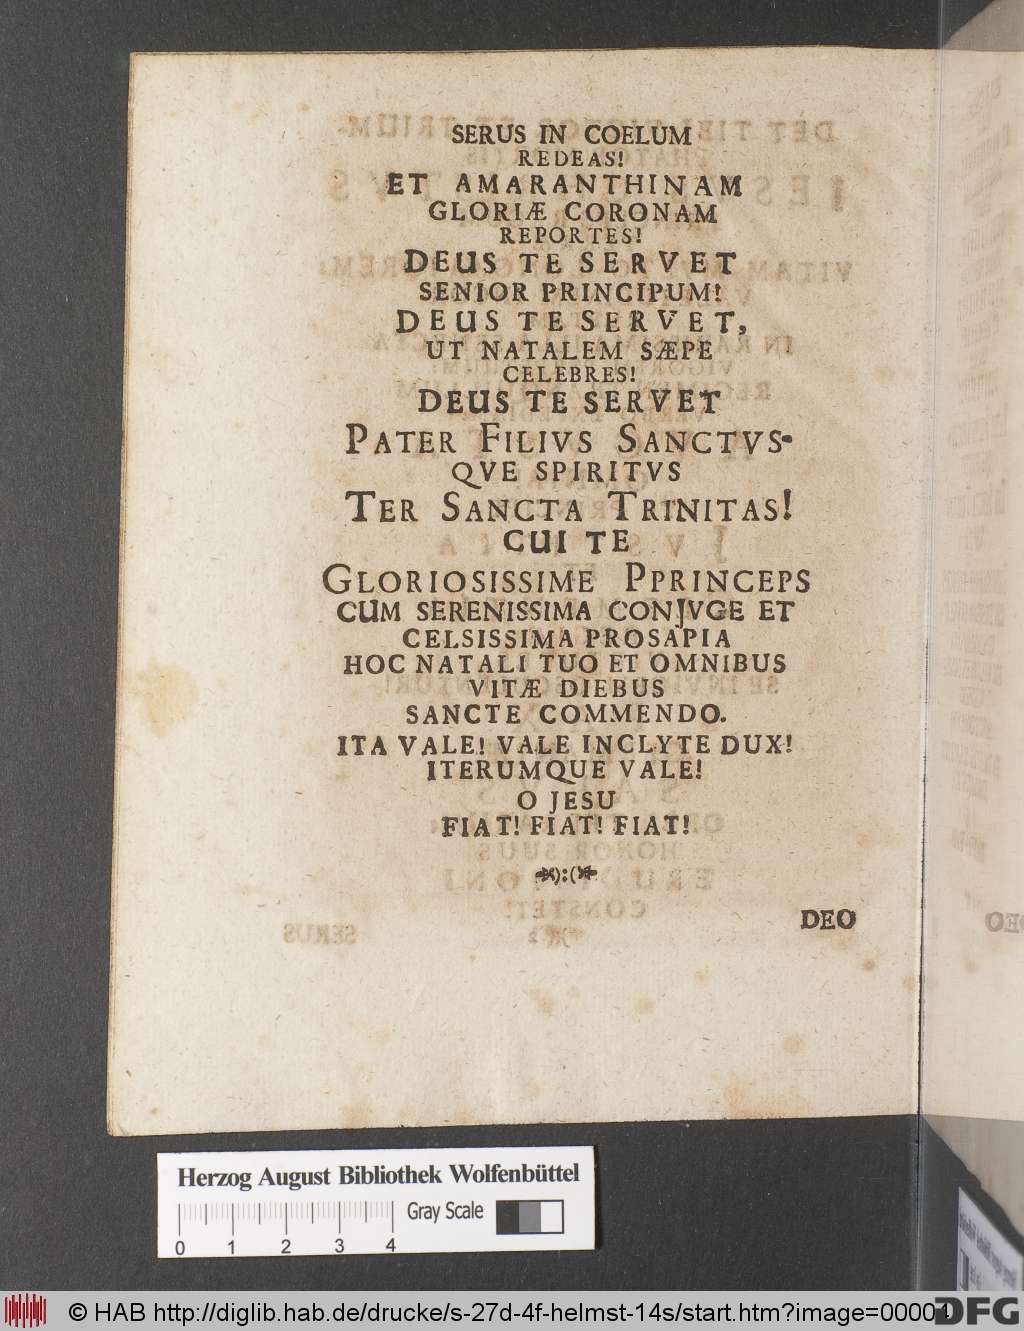 SERUS IN COELUM
REDEAS!
ET AMARANTHINAM
GLORIÆ CORONAM
REPORTES!
DEUS TE SERVET
SENIOR PRINCIPUM!
DEUS TE SERVET,
UT NATALEM SÆPE
CELEBRES!
DEUS TE SERVET
PATER FILIVS SANCTVS-
QVE SPIRITVS
TER SANCTA TRINITAS!
CUI TE
GLORIOSISSIME PPRINCEPS
CUM SERENISSIMA CONJVGE ET
CELSISSIMA PROSAPIA
HOC NATALI TUO ET OMNIBUS
VITÆ DIEBUS
SANCTE COMMENDO.
ITA VALE! VALE INCLYTE DUX!
ITERUMQUE VALE!
O JESU
FIAT! FIAT! FIAT!
DEO
Herzog August Bibliothek Wolfenbüttel
Gray Scale
0 1 2 3 4
© HAB http://diglib.hab.de/drucke/s-27d-4f-helmst-14s/start.htm?image=00004
DFG